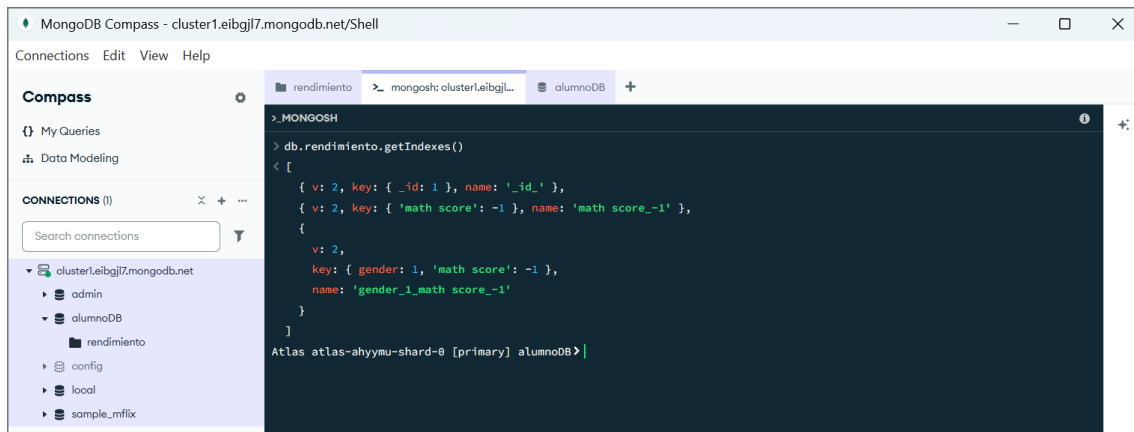 MongoDB Compass - cluster1.eibgjl7.mongodb.net/Shell
Connections Edit View Help
Compass
{} My Queries
Data Modeling
CONNECTIONS (1)
Search connections
cluster1.eibgjl7.mongodb.net
admin
alumnoDB
rendimiento
config
local
sample_mflix
rendimiento
>_ mongosh: cluster1.eibgjl...
alumnoDB
>_MONGOSH
> db.rendimiento.getIndexes()
< [
{ v: 2, key: { _id: 1 }, name: '_id_' },
{ v: 2, key: { 'math score': -1 }, name: 'math score_-1' },
{
v: 2,
key: { gender: 1, 'math score': -1 },
name: 'gender_1_math score_-1'
}
]
Atlas atlas-ahyymu-shard-0 [primary] alumnoDB>